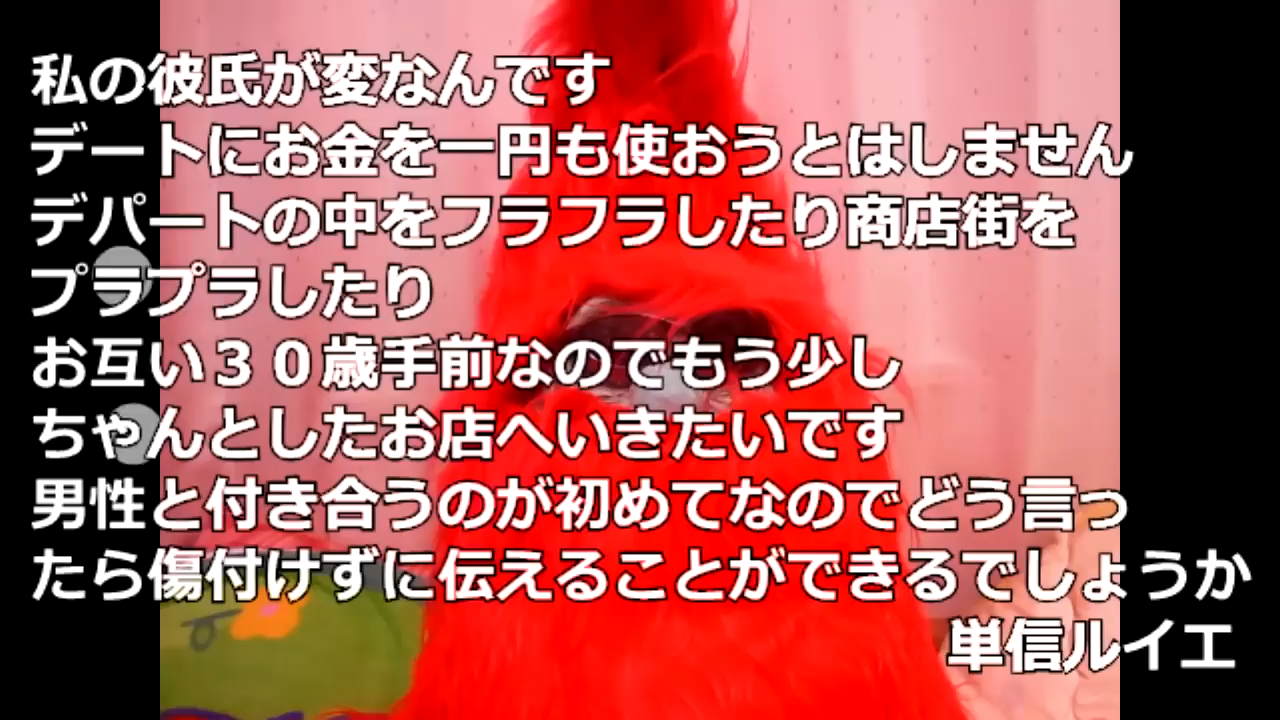 私の彼氏が変なんです
デートにお金を一円も使おうとはしません
デパートの中をフラフラしたり商店街を
プラプラしたり
お互い３０歳手前なのでもう少し
ちゃんとしたお店へいきたいです
男性と付き合うのが初めてなのでどう言っ
たら傷付けずに伝えることができるでしょうか
単信ルイエ